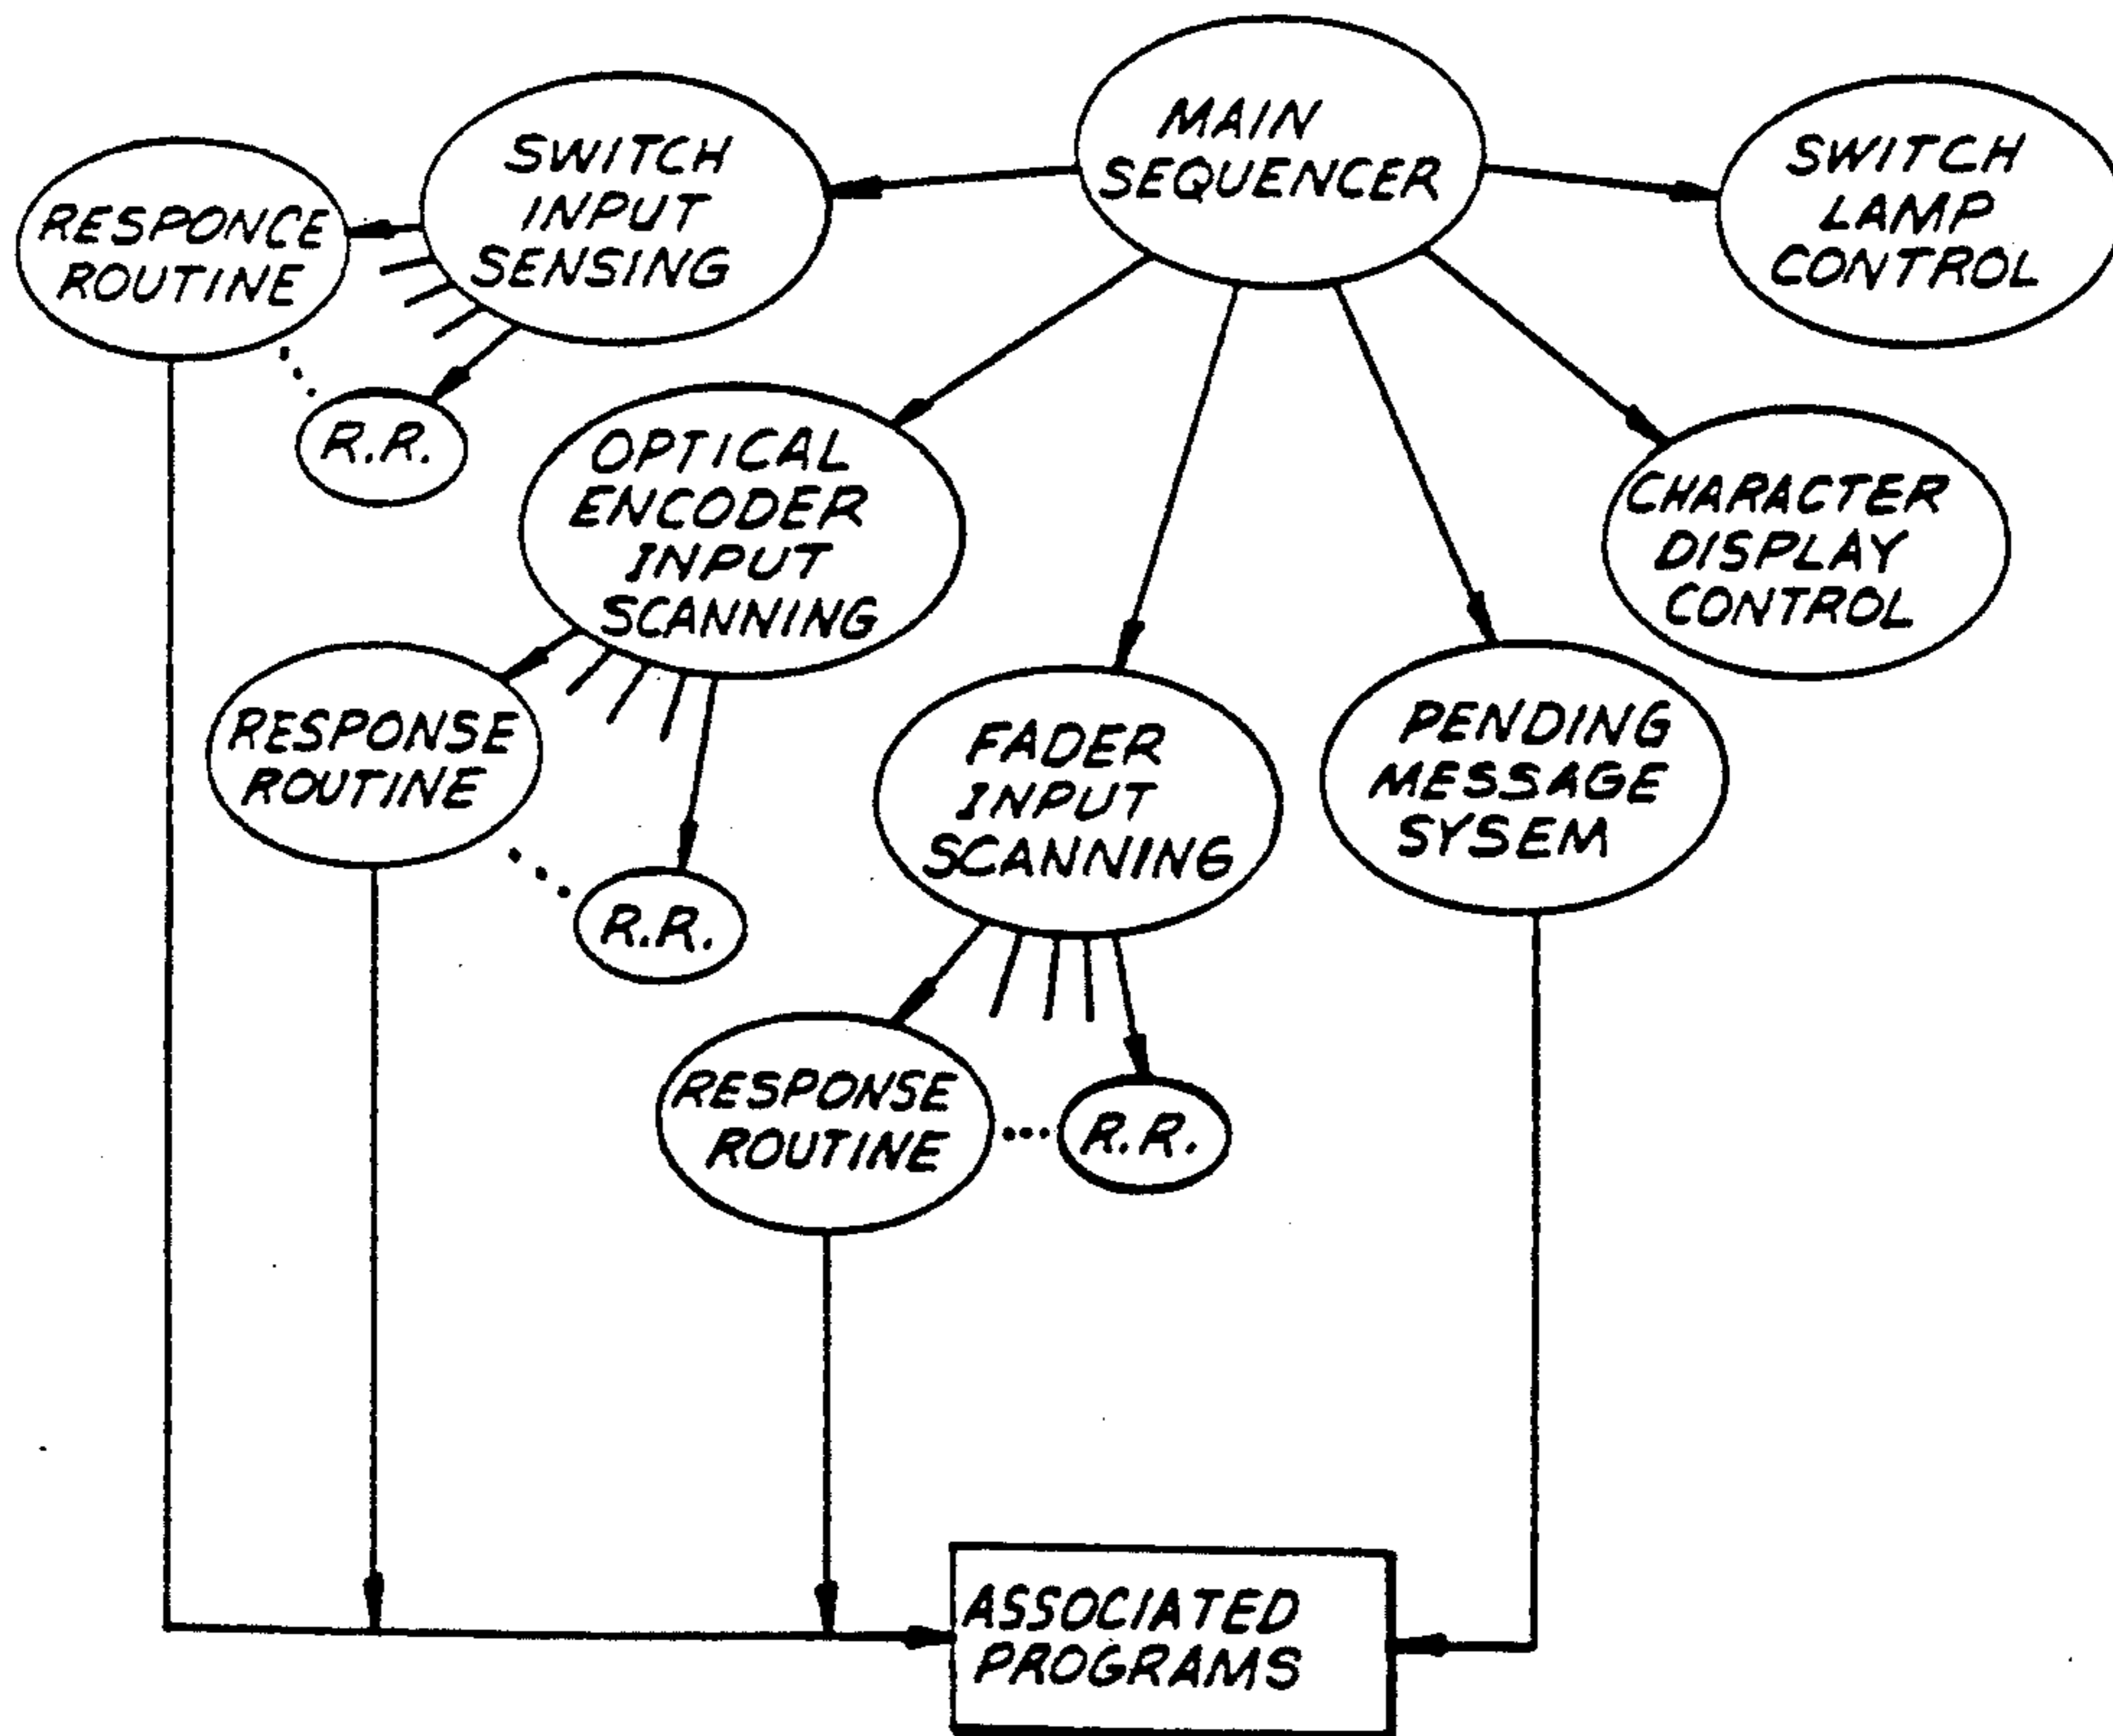 MAIN
SEQUENCER
SWITCH
INPUT
SENSING
SWITCH
LAMP
CONTROL
RESPONCE
ROUTINE
R.R.
OPTICAL
ENCODER
INPUT
SCANNING
CHARACTER
DISPLAY
CONTROL
RESPONSE
ROUTINE
R.R.
FADER
INPUT
SCANNING
PENDING
MESSAGE
SYSEM
RESPONSE
ROUTINE
R.R.
ASSOCIATED
PROGRAMS